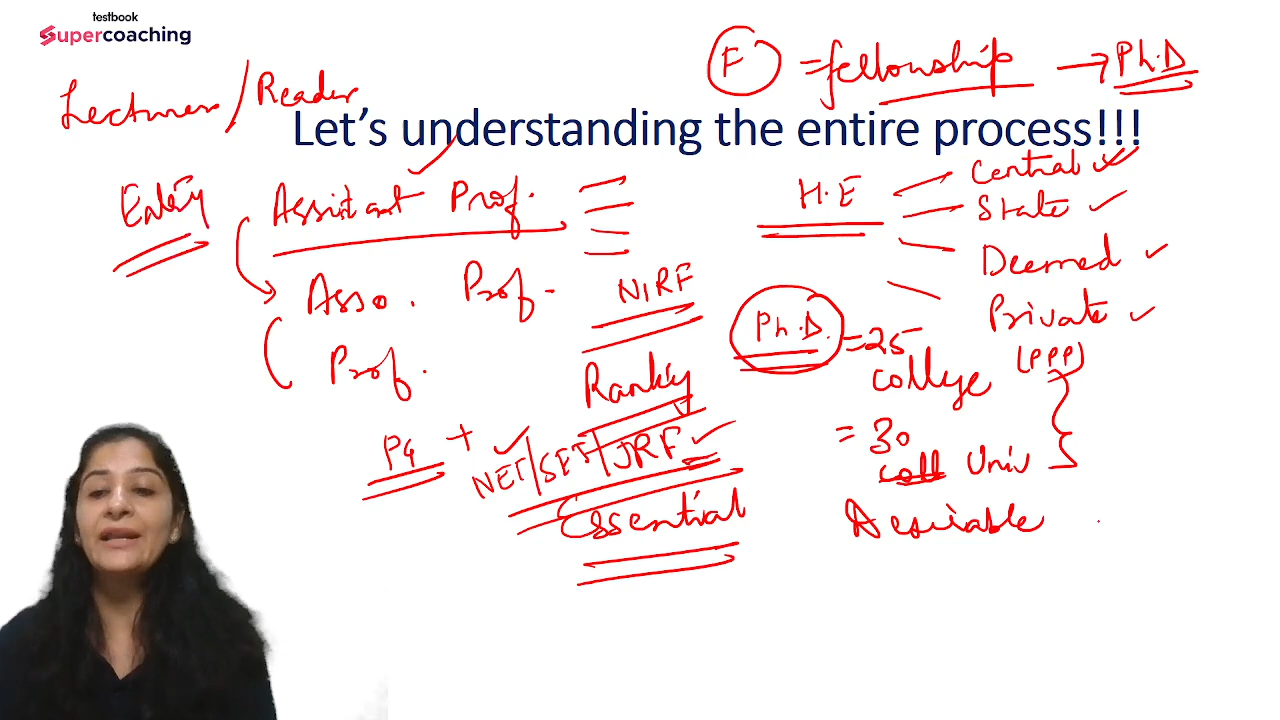 testbook
Supercoaching
F = fellowship → Ph.D
Lecturer / Reader
Let's understanding the entire process!!!
Entry Assistant Prof.
Asso. Prof.
Prof.
NIRF
Ranking
PG + NET/SET/JRF
Essential
H.E
Central
State
Deemed
Private
(PPP)
Ph.D. = 25
college
= 30
coll Univ
Desirable